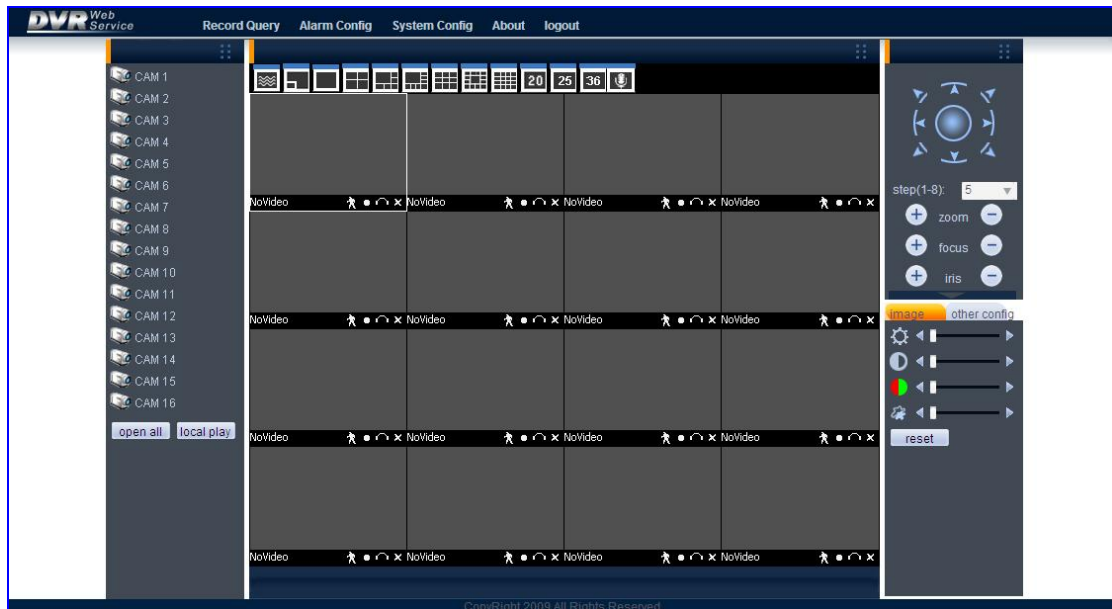 DVR Web Service
Record Query Alarm Config System Config About logout
CAM 1
CAM 2
CAM 3
CAM 4
CAM 5
CAM 6
CAM 7
CAM 8
CAM 9
CAM 10
CAM 11
CAM 12
CAM 13
CAM 14
CAM 15
CAM 16
open all local play
20 25 36
NoVideo NoVideo NoVideo NoVideo
NoVideo NoVideo NoVideo NoVideo
NoVideo NoVideo NoVideo NoVideo
NoVideo NoVideo NoVideo NoVideo
step(1-8): 5
zoom
focus
iris
image other config
reset
CopyRight 2009 All Rights Reserved